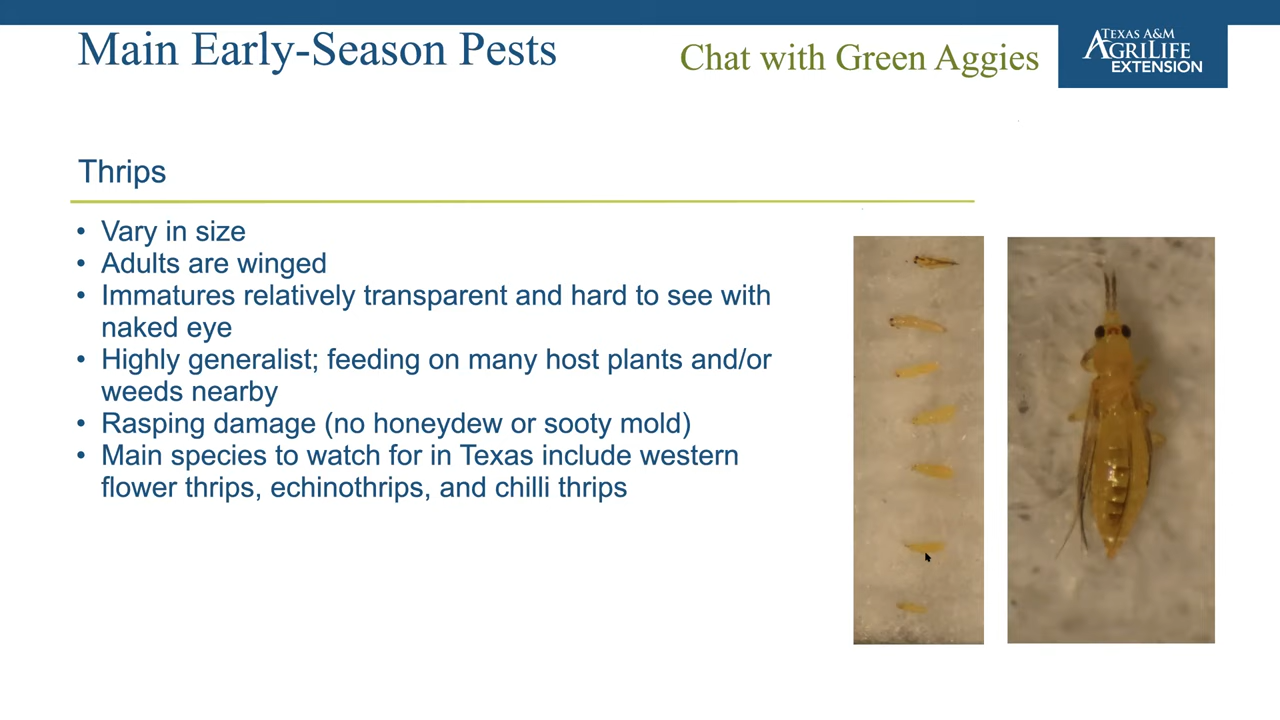 Main Early-Season Pests
Chat with Green Aggies
TEXAS A&M
AGRILIFE
EXTENSION
Thrips
• Vary in size
• Adults are winged
• Immatures relatively transparent and hard to see with
naked eye
• Highly generalist; feeding on many host plants and/or
weeds nearby
• Rasping damage (no honeydew or sooty mold)
• Main species to watch for in Texas include western
flower thrips, echinothrips, and chilli thrips